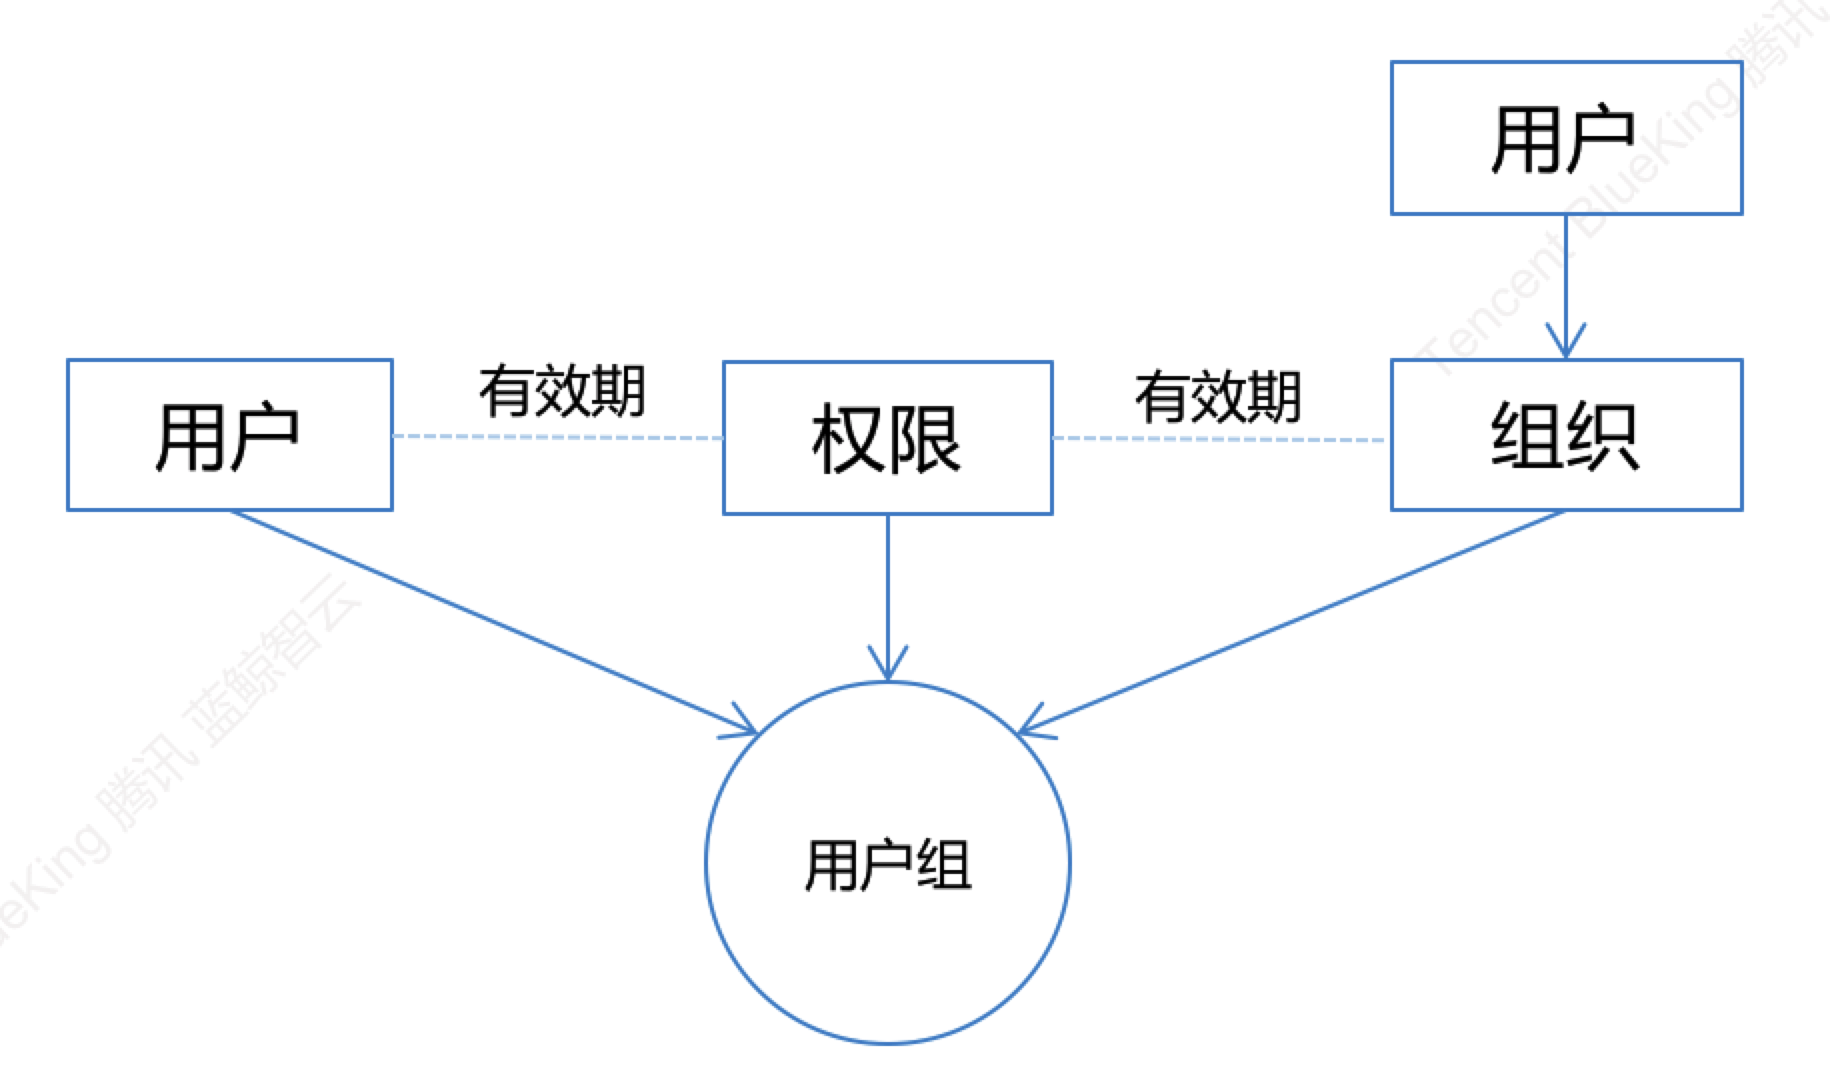 用户
用户
有效期
权限
有效期
组织
用户组
Tencent BlueKing 腾讯
ueKing 腾讯 蓝鲸智云